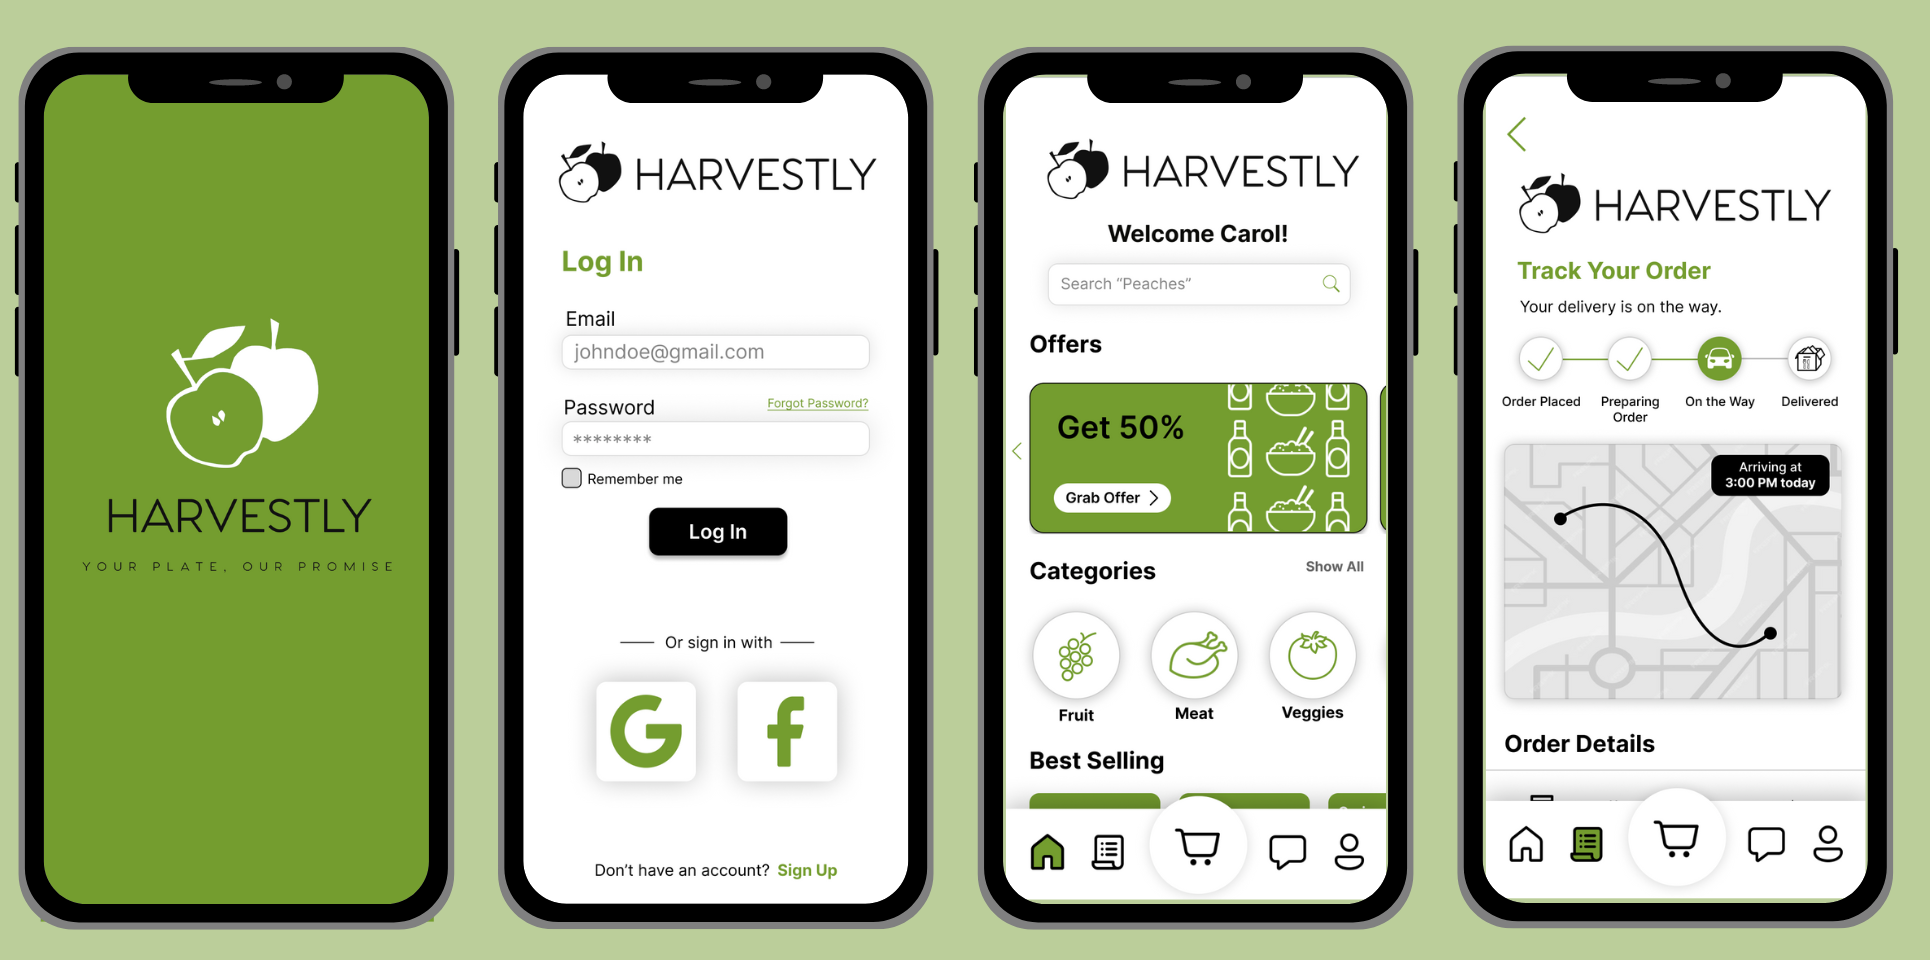 HARVESTLY
YOUR PLATE, OUR PROMISE
HARVESTLY
Log In
Email
johndoe@gmail.com
Password
Forgot Password?
********
Remember me
Log In
Or sign in with
G
f
Don't have an account? Sign Up
HARVESTLY
Welcome Carol!
Search “Peaches”
Offers
Get 50%
Grab Offer
Categories
Show All
Fruit
Meat
Veggies
Best Selling
HARVESTLY
Track Your Order
Your delivery is on the way.
Order Placed
Preparing
Order
On the Way
Delivered
Arriving at
3:00 PM today
Order Details